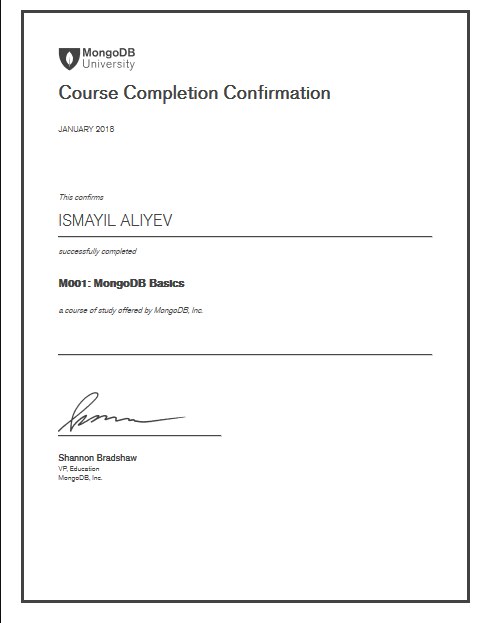 MongoDB
University
Course Completion Confirmation
JANUARY 2018
This confirms
ISMAYIL ALIYEV
successfully completed
M001: MongoDB Basics
a course of study offered by MongoDB, Inc.
Shannon Bradshaw
VP, Education
MongoDB, Inc.